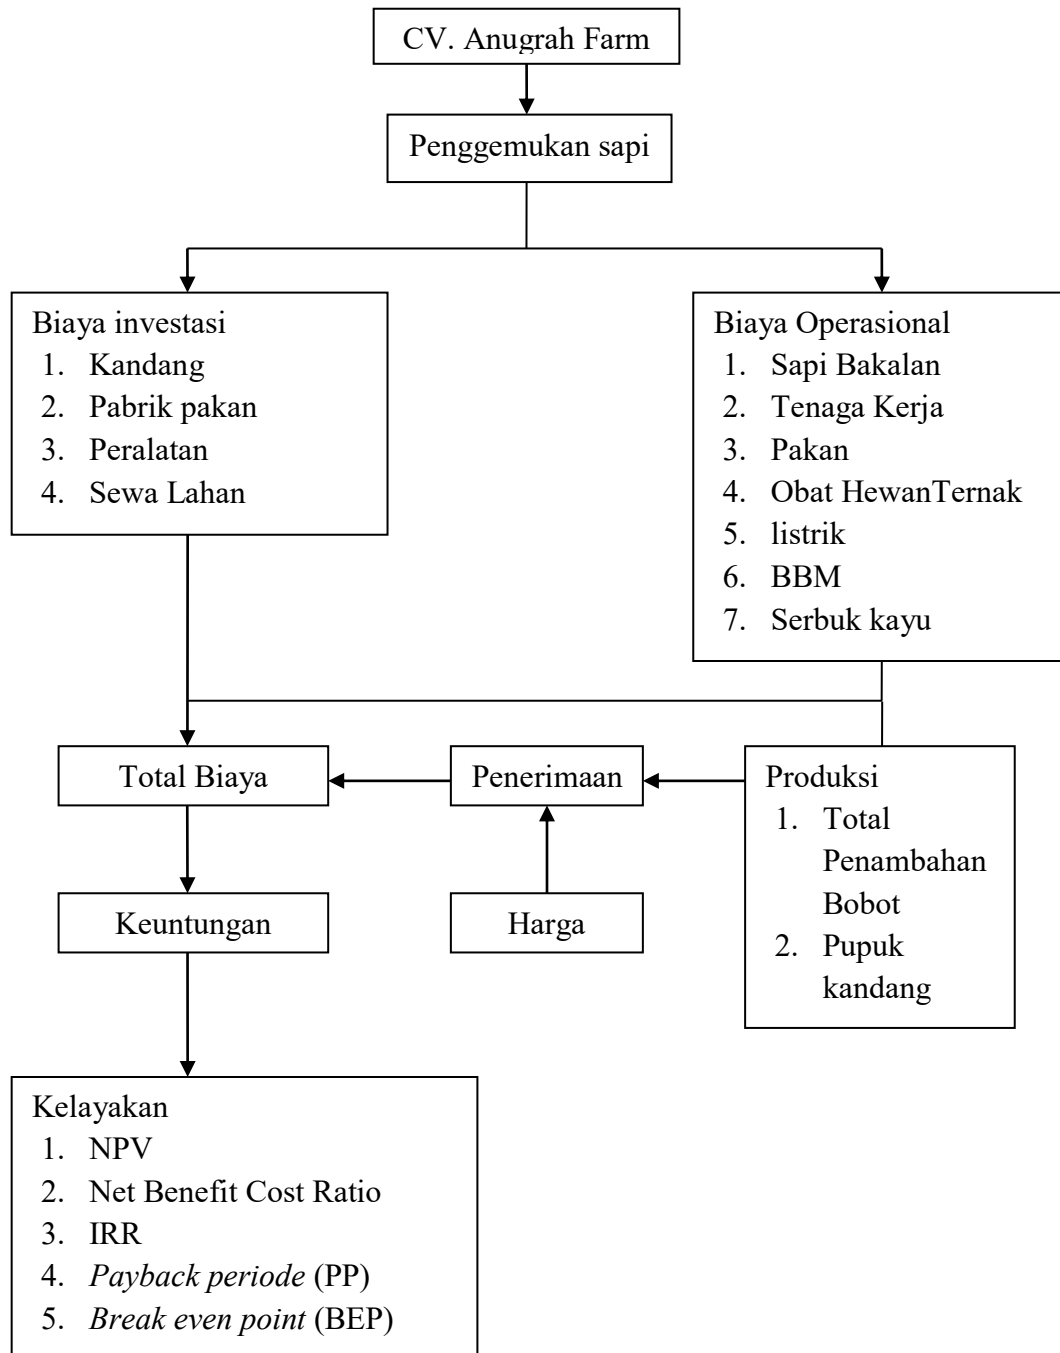 CV. Anugrah Farm
Penggemukan sapi
Biaya investasi
1. Kandang
2. Pabrik pakan
3. Peralatan
4. Sewa Lahan
Biaya Operasional
1. Sapi Bakalan
2. Tenaga Kerja
3. Pakan
4. Obat HewanTernak
5. listrik
6. BBM
7. Serbuk kayu
Total Biaya
Penerimaan
Produksi
1. Total
Penambahan
Bobot
2. Pupuk
kandang
Keuntungan
Harga
Kelayakan
1. NPV
2. Net Benefit Cost Ratio
3. IRR
4. Payback periode (PP)
5. Break even point (BEP)